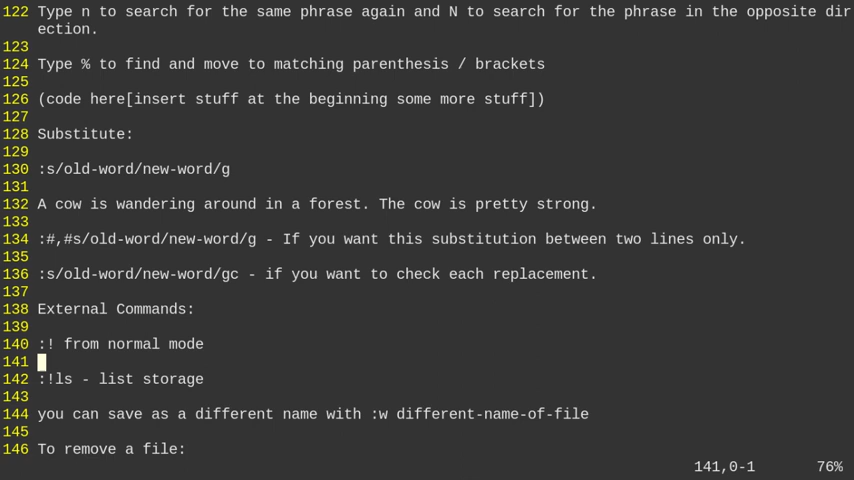 122 Type n to search for the same phrase again and N to search for the phrase in the opposite dir
ection.
123
124 Type % to find and move to matching parenthesis / brackets
125
126 (code here[insert stuff at the beginning some more stuff])
127
128 Substitute:
129
130 :s/old-word/new-word/g
131
132 A cow is wandering around in a forest. The cow is pretty strong.
133
134 :#,#s/old-word/new-word/g - If you want this substitution between two lines only.
135
136 :s/old-word/new-word/gc - if you want to check each replacement.
137
138 External Commands:
139
140 :! from normal mode
141
142 :!ls - list storage
143
144 you can save as a different name with :w different-name-of-file
145
146 To remove a file:
141,0-1 76%